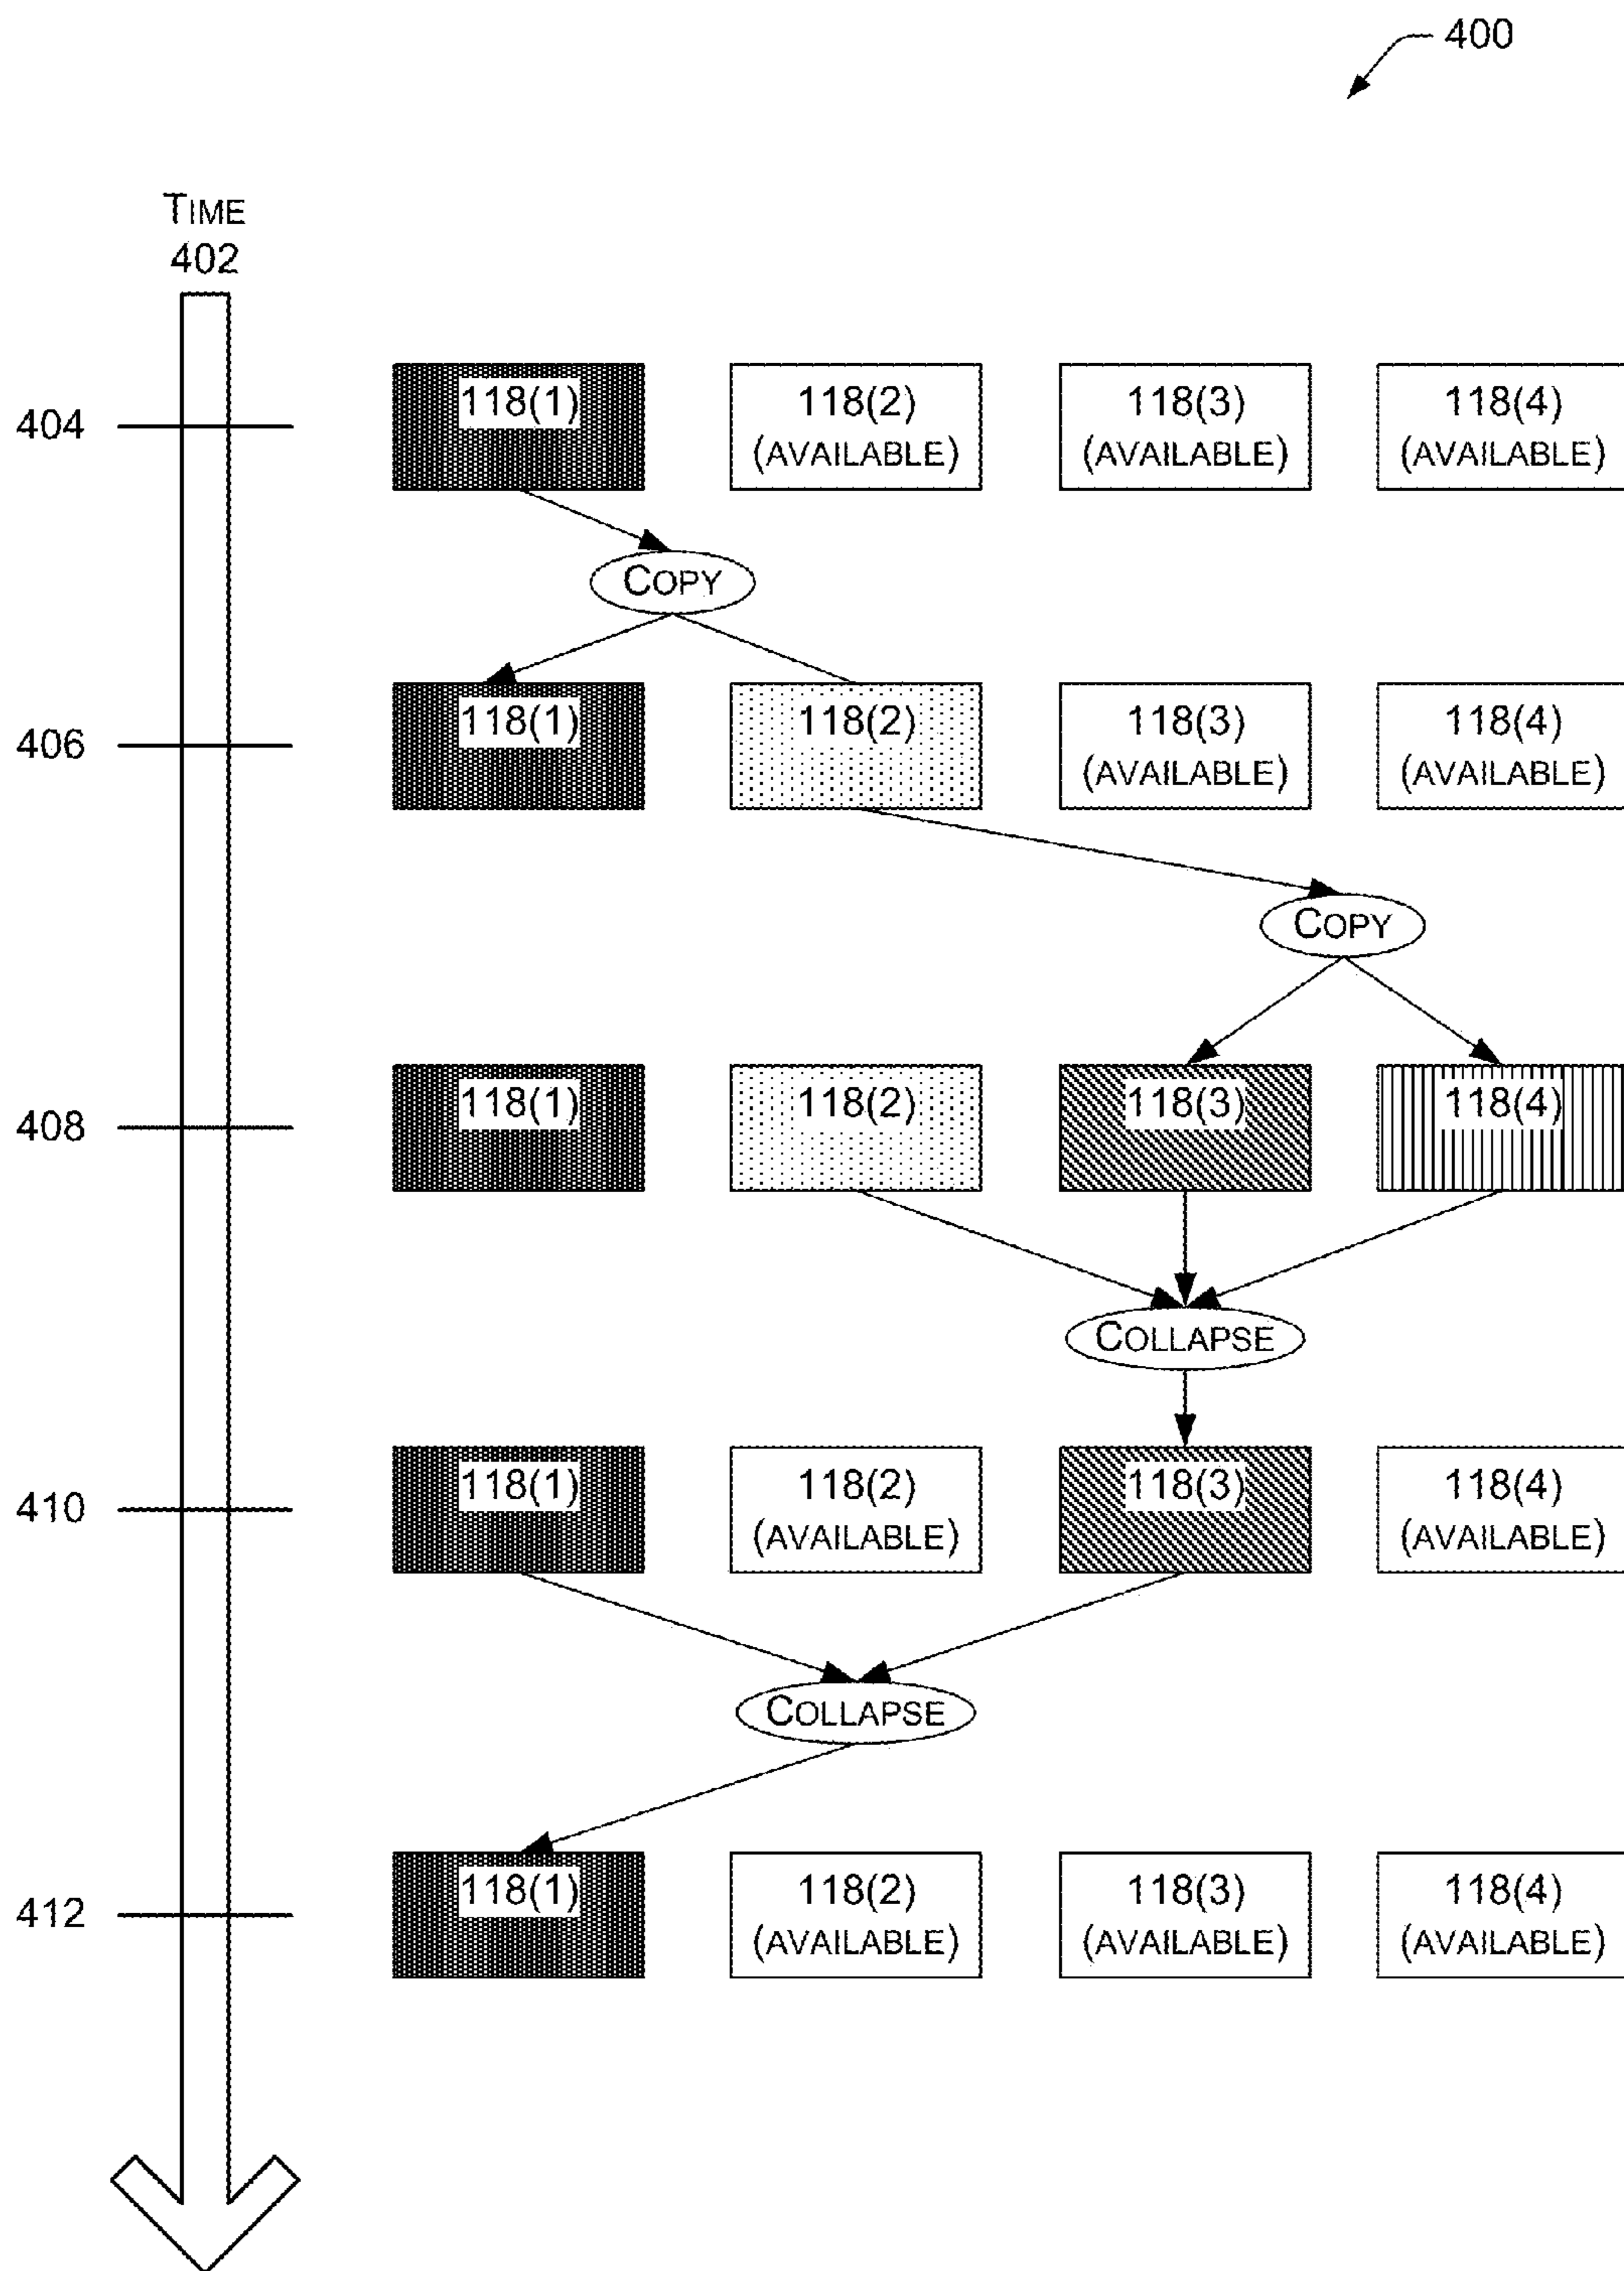 400
TIME
402
404
118(1)
118(2)
(AVAILABLE)
118(3)
(AVAILABLE)
118(4)
(AVAILABLE)
COPY
406
118(1)
118(2)
118(3)
(AVAILABLE)
118(4)
(AVAILABLE)
COPY
408
118(1)
118(2)
118(3)
118(4)
COLLAPSE
410
118(1)
118(2)
(AVAILABLE)
118(3)
118(4)
(AVAILABLE)
COLLAPSE
412
118(1)
118(2)
(AVAILABLE)
118(3)
(AVAILABLE)
118(4)
(AVAILABLE)